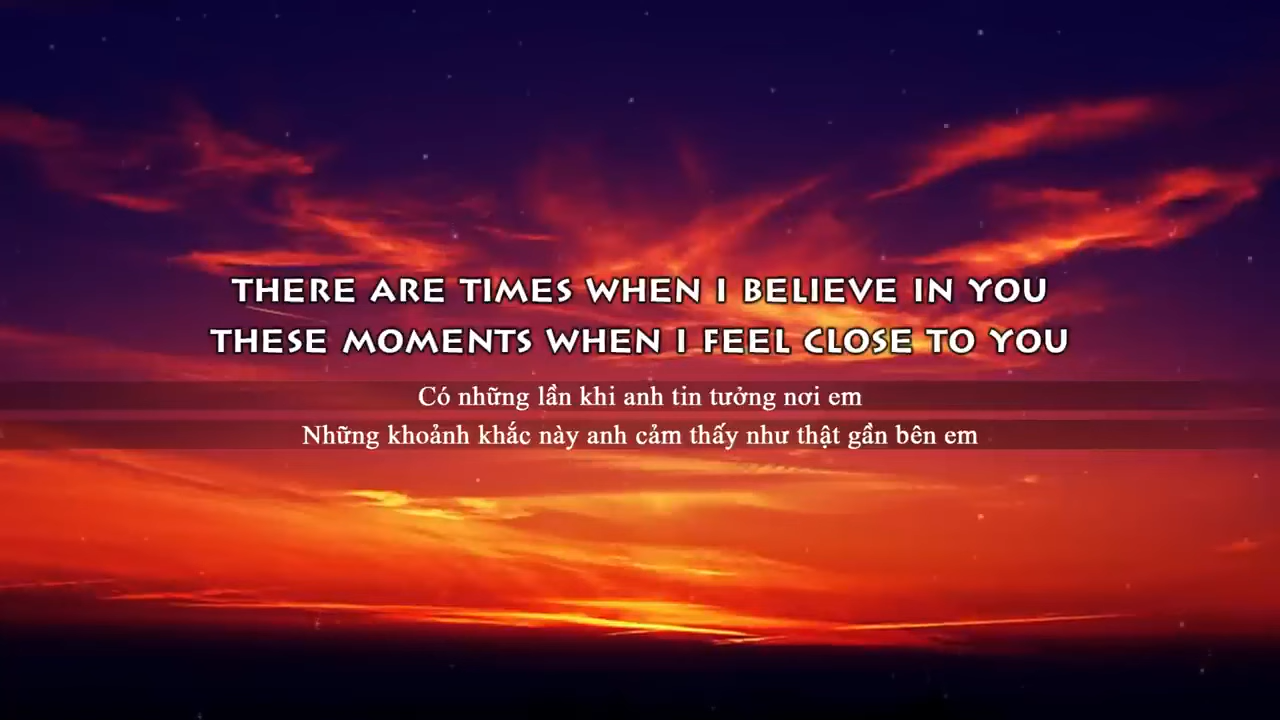 THERE ARE TIMES WHEN I BELIEVE IN YOU
THESE MOMENTS WHEN I FEEL CLOSE TO YOU
Có những lần khi anh tin tưởng nơi em
Những khoảnh khắc này anh cảm thấy như thật gần bên em